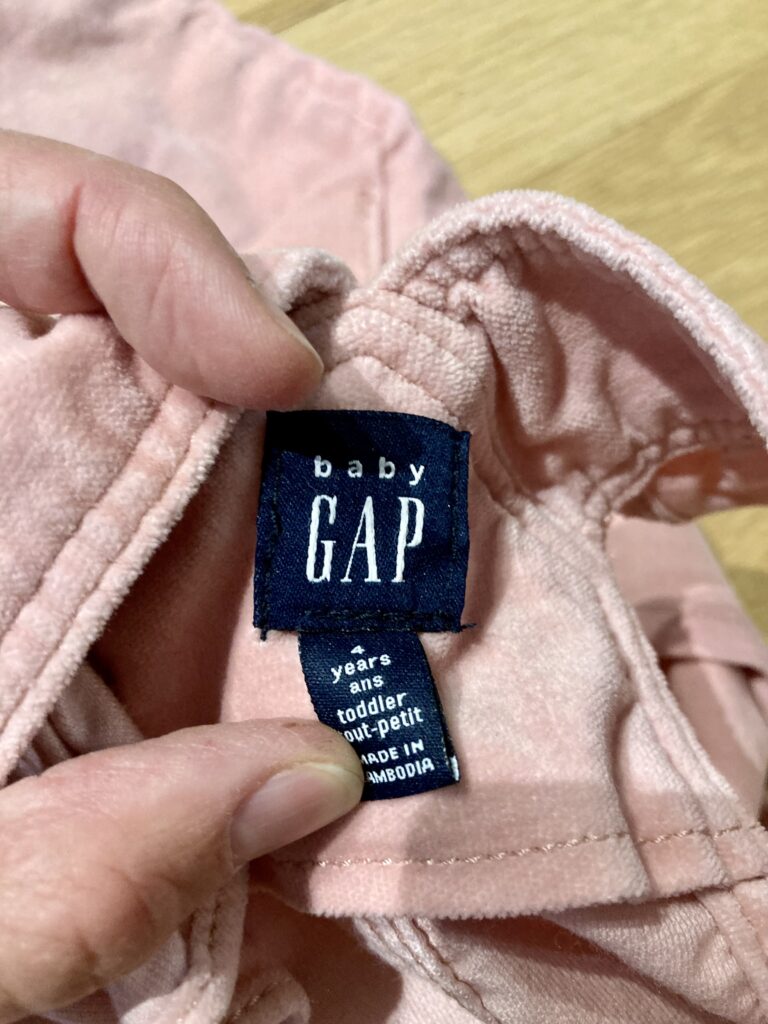 baby
GAP
4
years
ans
toddler
out-petit
MADE IN
AMBODIA